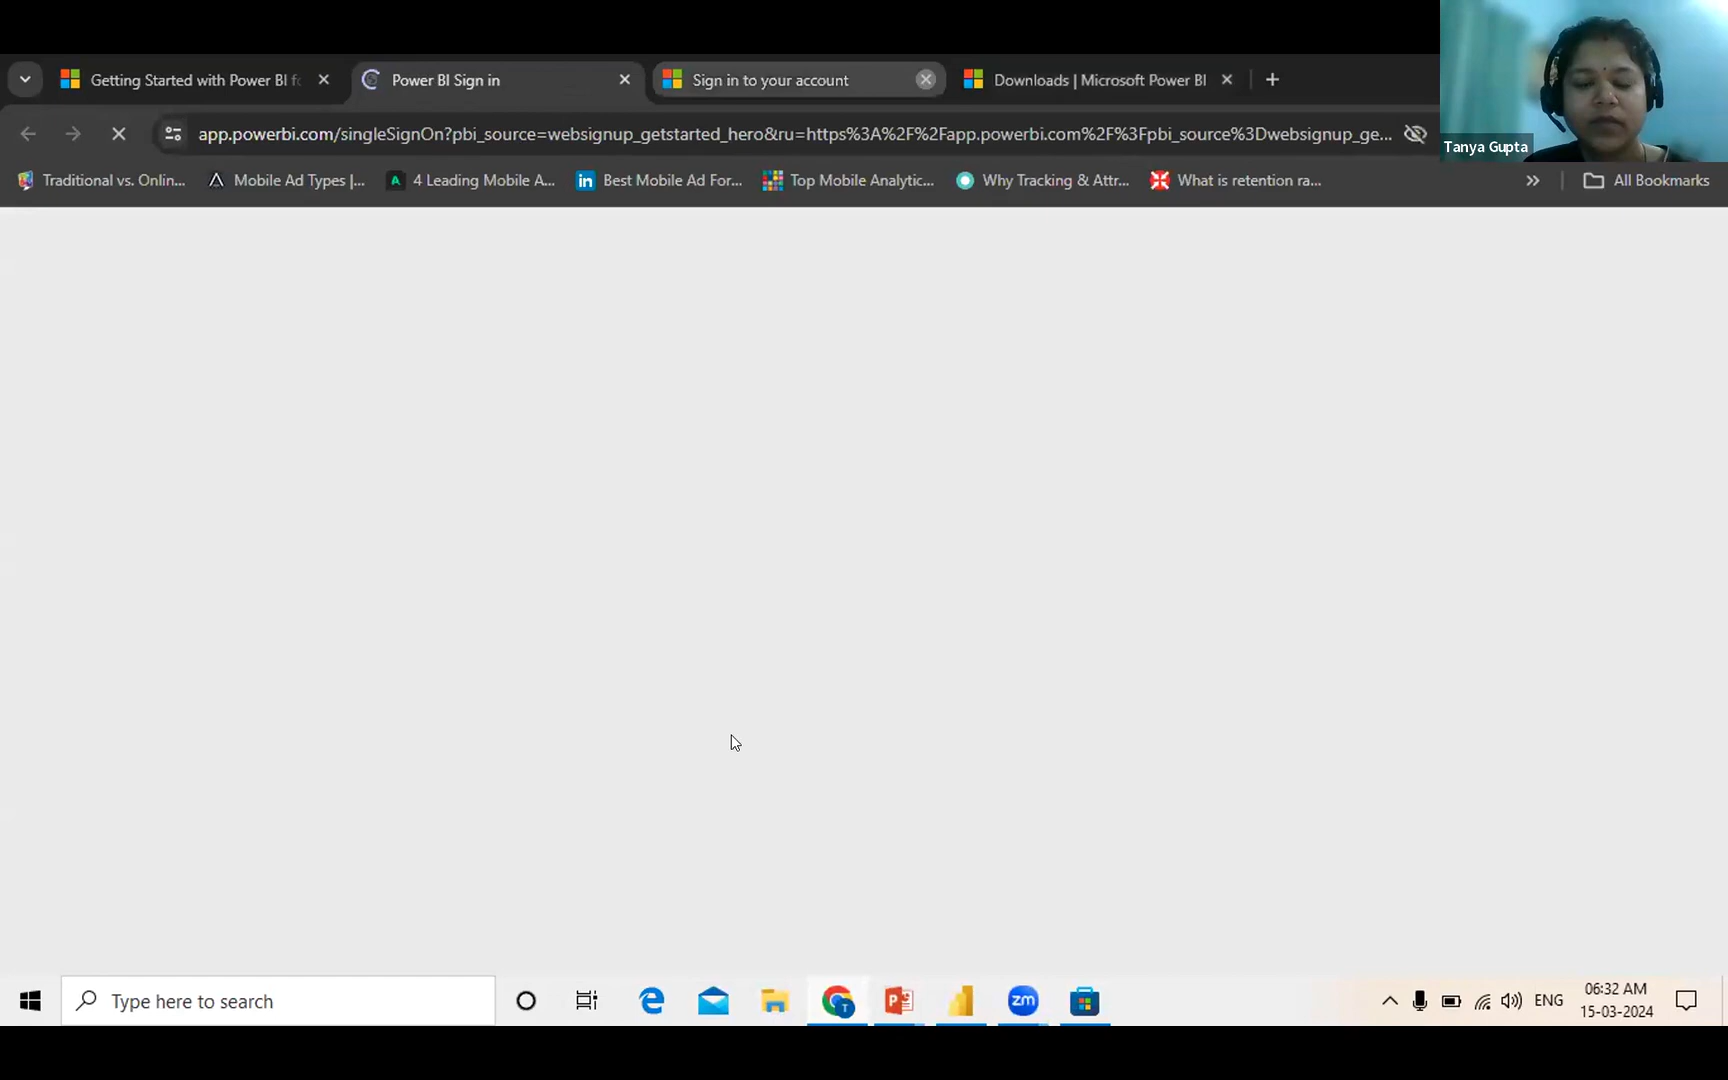 Getting Started with Power BI fo
Power BI Sign in
Sign in to your account
Downloads | Microsoft Power BI
app.powerbi.com/singleSignOn?pbi_source=websignup_getstarted_hero&ru=https%3A%2F%2Fapp.powerbi.com%2F%3Fpbi_source%3Dwebsignup_ge...
Tanya Gupta
Traditional vs. Onlin...
Mobile Ad Types |...
4 Leading Mobile A...
Best Mobile Ad For...
Top Mobile Analytic...
Why Tracking & Attr...
What is retention ra...
All Bookmarks
Type here to search
zm
ENG
06:32 AM
15-03-2024